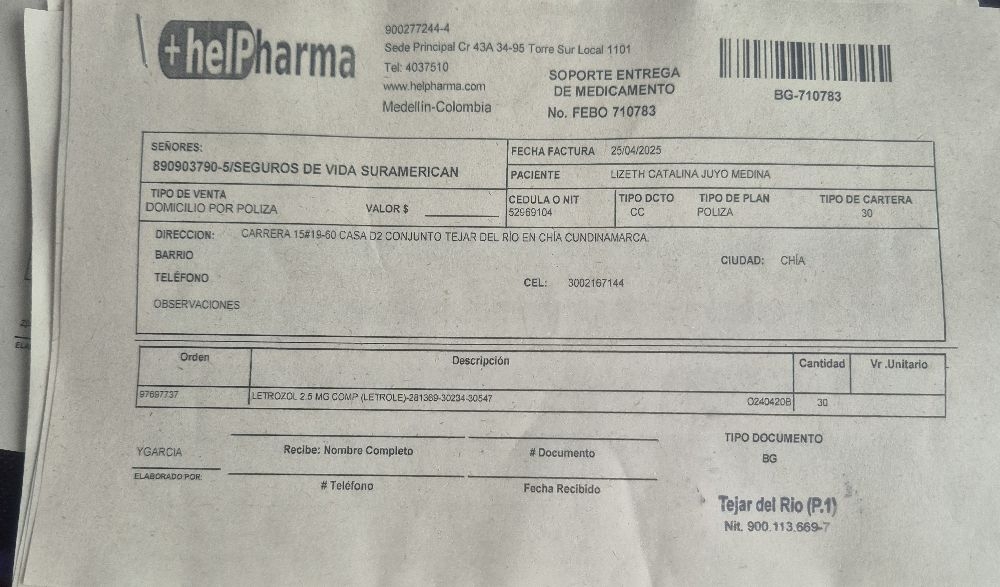 +helPharma
900277244-4
Sede Principal Cr 43A 34-95 Torre Sur Local 1101
Tel: 4037510
www.helpharma.com
Medellin-Colombia
SOPORTE ENTREGA
DE MEDICAMENTO
No. FEBO 710783
BG-710783
SEÑORES:
890903790-5/SEGUROS DE VIDA SURAMERICAN
FECHA FACTURA 25/04/2025
PACIENTE LIZETH CATALINA JUYO MEDINA
TIPO DE VENTA
DOMICILIO POR POLIZA VALOR $
CEDULA O NIT TIPO DCTO TIPO DE PLAN TIPO DE CARTERA
52969104 CC POLIZA 30
DIRECCION: CARRERA 15#19-60 CASA D2 CONJUNTO TEJAR DEL RÍO EN CHÍA CUNDINAMARCA.
BARRIO
CIUDAD: CHÍA
TELÉFONO
CEL: 3002167144
OBSERVACIONES
Orden Descripción Cantidad Vr .Unitario
97697737 LETROZOL 2.5 MG COMP (LETROLE)-281369-30234-30547 O240420B 30
YGARCIA
ELABORADO POR:
Recibe: Nombre Completo # Documento
# Teléfono Fecha Recibido
TIPO DOCUMENTO
BG
Tejar del Rio (P.1)
Nit. 900.113.669-7